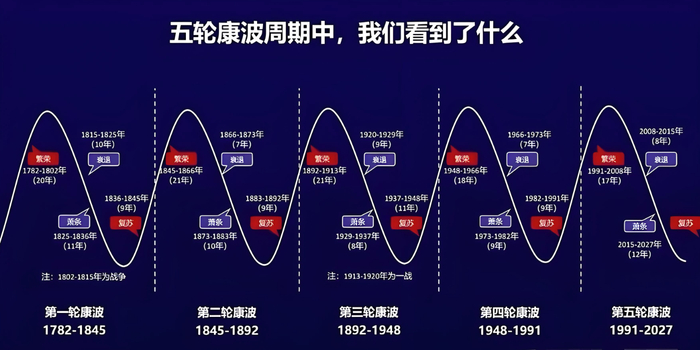 五轮康波周期中，我们看到了什么
繁荣
1782-1802年
(20年)
1815-1825年
(10年)
衰退
萧条
1825-1836年
(11年)
1836-1845年
(9年)
复苏
注：1802-1815年为战争
第一轮康波
1782-1845
繁荣
1845-1866年
(21年)
1866-1873年
(7年)
衰退
萧条
1873-1883年
(10年)
1883-1892年
(9年)
复苏
第二轮康波
1845-1892
繁荣
1892-1913年
(21年)
1920-1929年
(9年)
衰退
萧条
1929-1937年
(8年)
1937-1948年
(11年)
复苏
注：1913-1920年为一战
第三轮康波
1892-1948
繁荣
1948-1966年
(18年)
1966-1973年
(7年)
衰退
萧条
1973-1982年
(9年)
1982-1991年
(9年)
复苏
第四轮康波
1948-1991
繁荣
1991-2008年
(17年)
2008-2015年
(8年)
衰退
萧条
2015-2027年
(12年)
复苏
第五轮康波
1991-2027